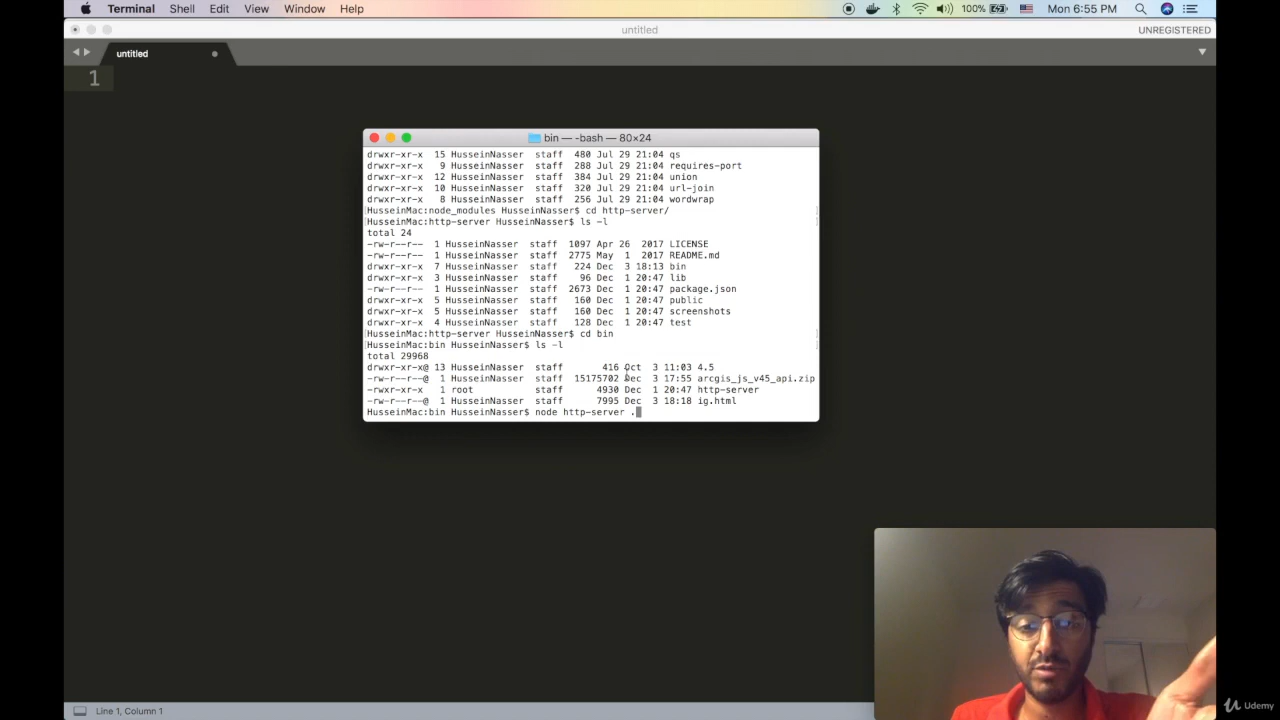 Terminal Shell Edit View Window Help 100% Mon 6:55 PM
untitled UNREGISTERED
untitled
1
bin — -bash — 80×24
drwxr-xr-x 15 HusseinNasser staff 480 Jul 29 21:04 qs
drwxr-xr-x 9 HusseinNasser staff 288 Jul 29 21:04 requires-port
drwxr-xr-x 12 HusseinNasser staff 384 Jul 29 21:04 union
drwxr-xr-x 10 HusseinNasser staff 320 Jul 29 21:04 url-join
drwxr-xr-x 8 HusseinNasser staff 256 Jul 29 21:04 wordwrap
[HusseinMac:node_modules HusseinNasser$ cd http-server/
[HusseinMac:http-server HusseinNasser$ ls -l
total 24
-rw-r--r-- 1 HusseinNasser staff 1097 Apr 26 2017 LICENSE
-rw-r--r-- 1 HusseinNasser staff 2775 May 1 2017 README.md
drwxr-xr-x 7 HusseinNasser staff 224 Dec 3 18:13 bin
drwxr-xr-x 3 HusseinNasser staff 96 Dec 1 20:47 lib
-rw-r--r-- 1 HusseinNasser staff 2673 Dec 1 20:47 package.json
drwxr-xr-x 5 HusseinNasser staff 160 Dec 1 20:47 public
drwxr-xr-x 5 HusseinNasser staff 160 Dec 1 20:47 screenshots
drwxr-xr-x 4 HusseinNasser staff 128 Dec 1 20:47 test
[HusseinMac:http-server HusseinNasser$ cd bin
[HusseinMac:bin HusseinNasser$ ls -l
total 29968
drwxr-xr-x@ 13 HusseinNasser staff 416 Oct 3 11:03 4.5
-rw-r--r--@ 1 HusseinNasser staff 15175702 Dec 3 17:55 arcgis_js_v45_api.zip
-rwxr-xr-x 1 root staff 4930 Dec 1 20:47 http-server
-rw-r--r--@ 1 HusseinNasser staff 7995 Dec 3 18:18 ig.html
HusseinMac:bin HusseinNasser$ node http-server .
Line 1, Column 1
Udemy